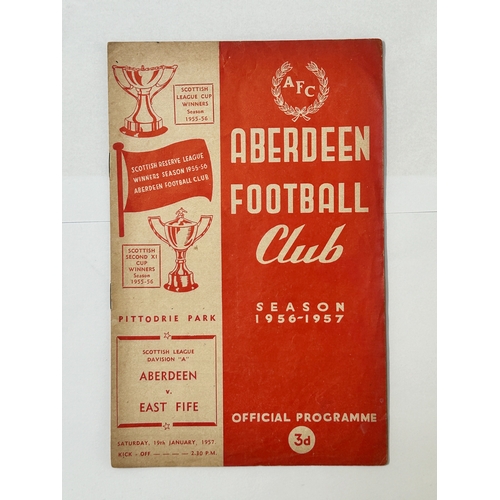 SCOTTISH
LEAGUE CUP
WINNERS
Season
1955-56
SCOTTISH RESERVE LEAGUE
WINNERS SEASON 1955-56
ABERDEEN FOOTBALL CLUB
SCOTTISH
SECOND XI
CUP
WINNERS
Season
1955-56
PITTODRIE PARK
SCOTTISH LEAGUE
DAVISION "A"
ABERDEEN
v.
EAST FIFE
SATURDAY, 19th JANUARY, 1957
KICK - OFF — — — — 2.30 P.M.
AFC
ABERDEEN
FOOTBALL
Club
SEASON
1956-1957
OFFICIAL PROGRAMME
3d